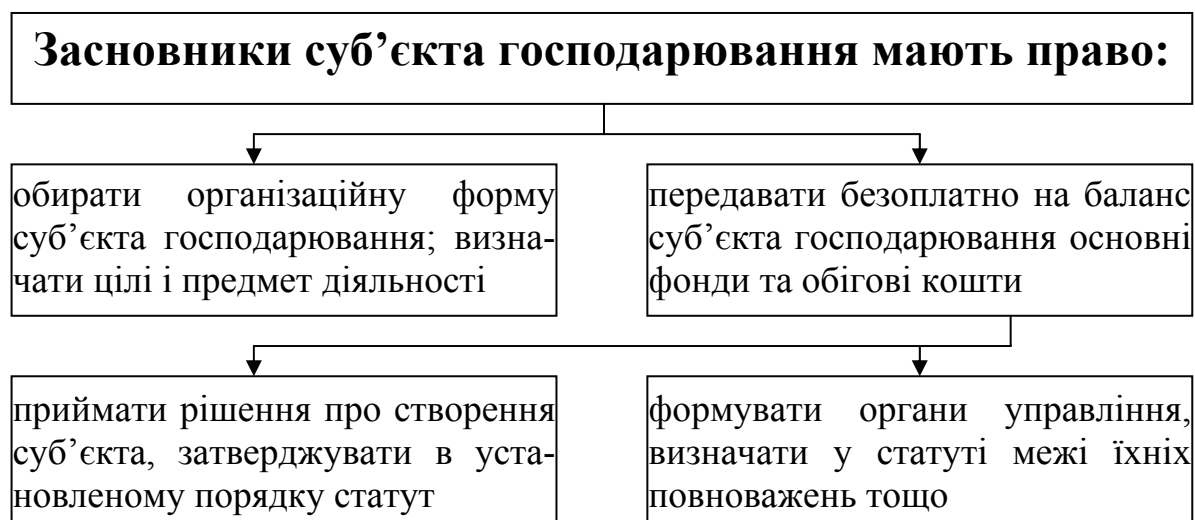 Засновники суб’єкта господарювання мають право:
обирати організаційну форму
суб’єкта господарювання; визна-
чати цілі і предмет діяльності
передавати безоплатно на баланс
суб’єкта господарювання основні
фонди та обігові кошти
приймати рішення про створення
суб’єкта, затверджувати в уста-
новленому порядку статут
формувати органи управління,
визначати у статуті межі їхніх
повноважень тощо